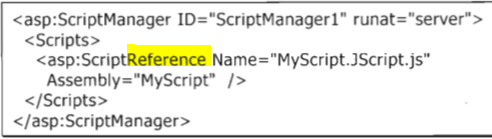 <asp:ScriptManager ID="ScriptManager1" runat="server">
<Scripts>
<asp:ScriptReference Name="MyScript.JScript.js"
Assembly="MyScript" />
</Scripts>
</asp:ScriptManager>